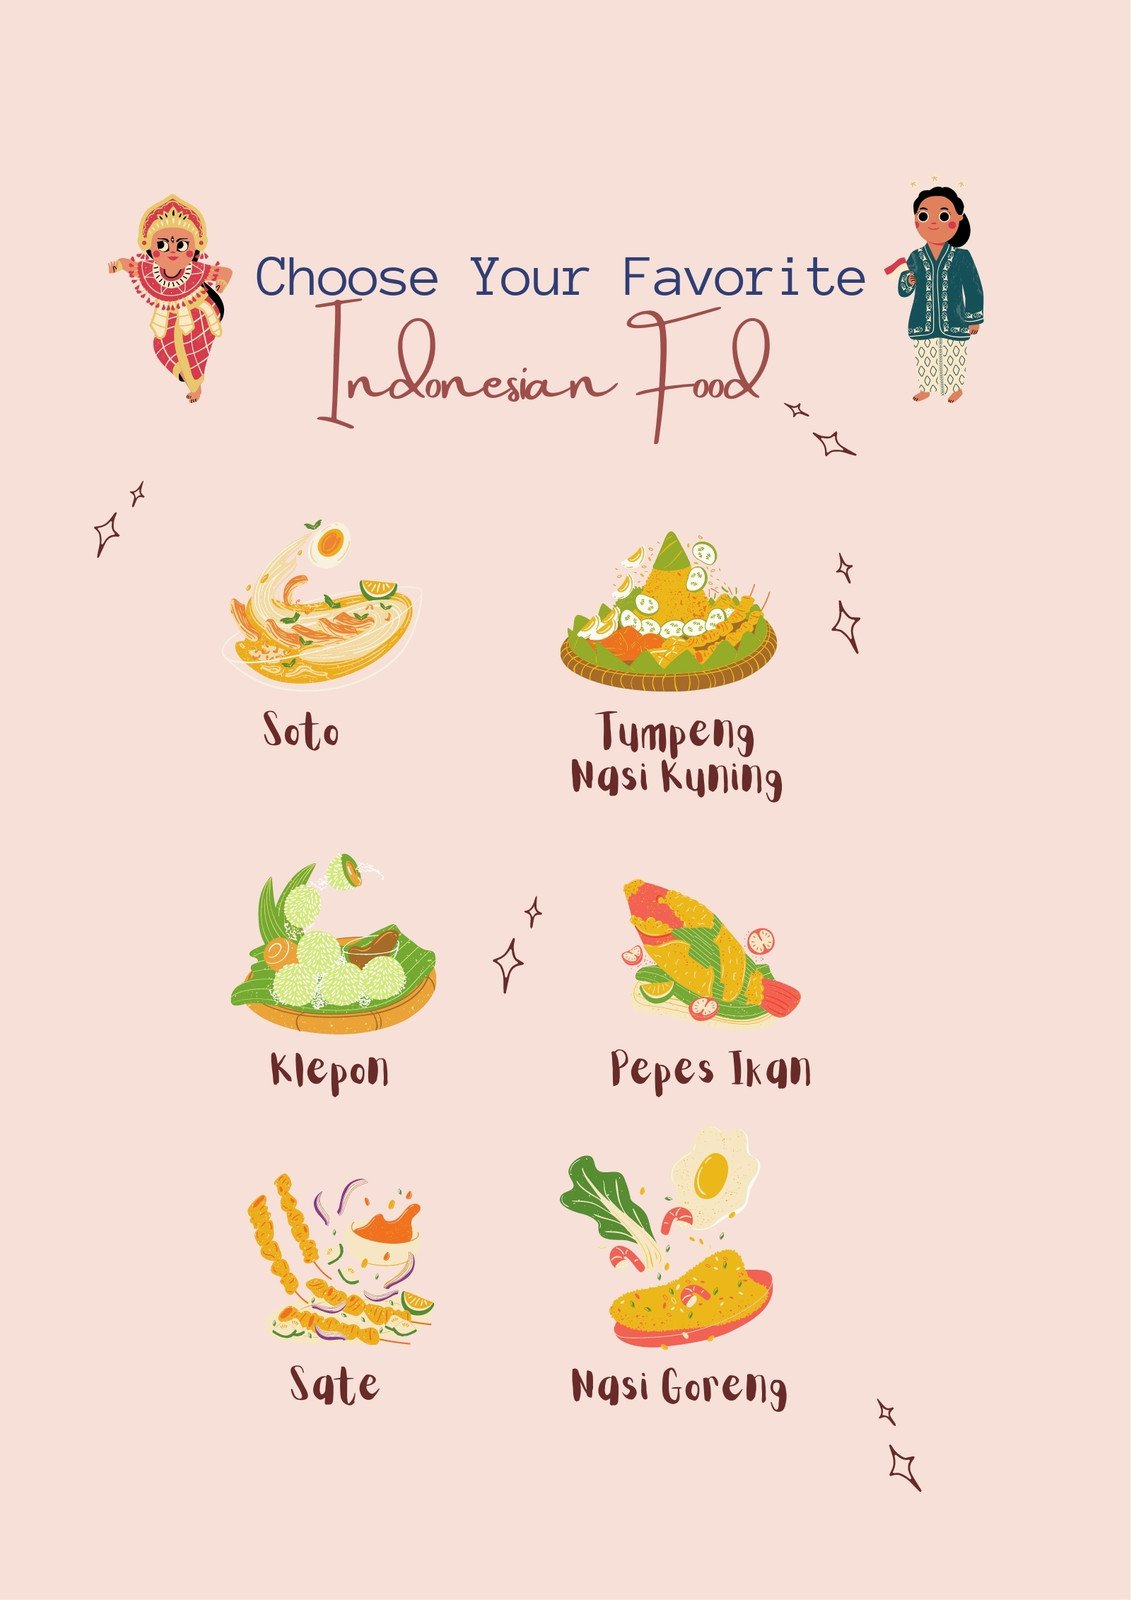 Choose Your Favorite
Indonesian Food
Soto
Tumpeng
Nasi Kuning
Klepon
Pepes Ikan
Sate
Nasi Goreng